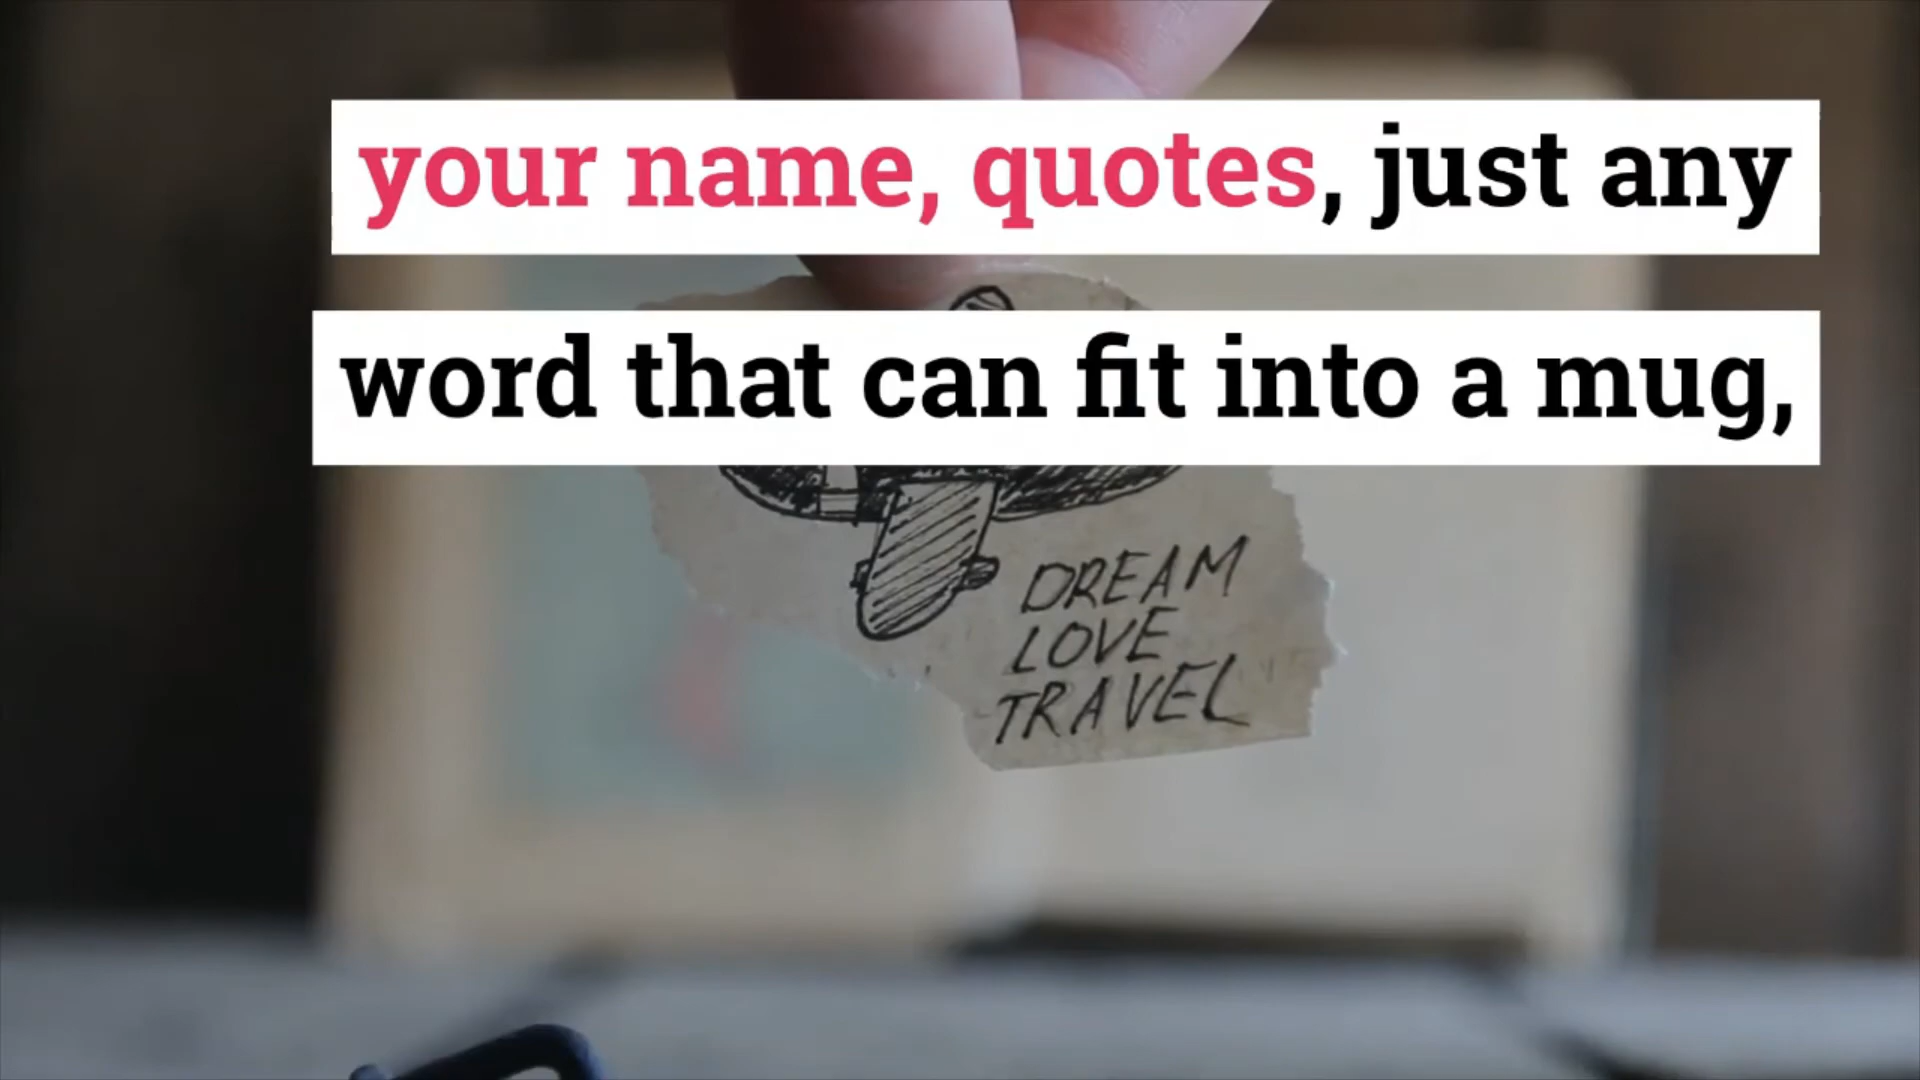 your name, quotes, just any
word that can fit into a mug,
DREAM
LOVE
TRAVEL